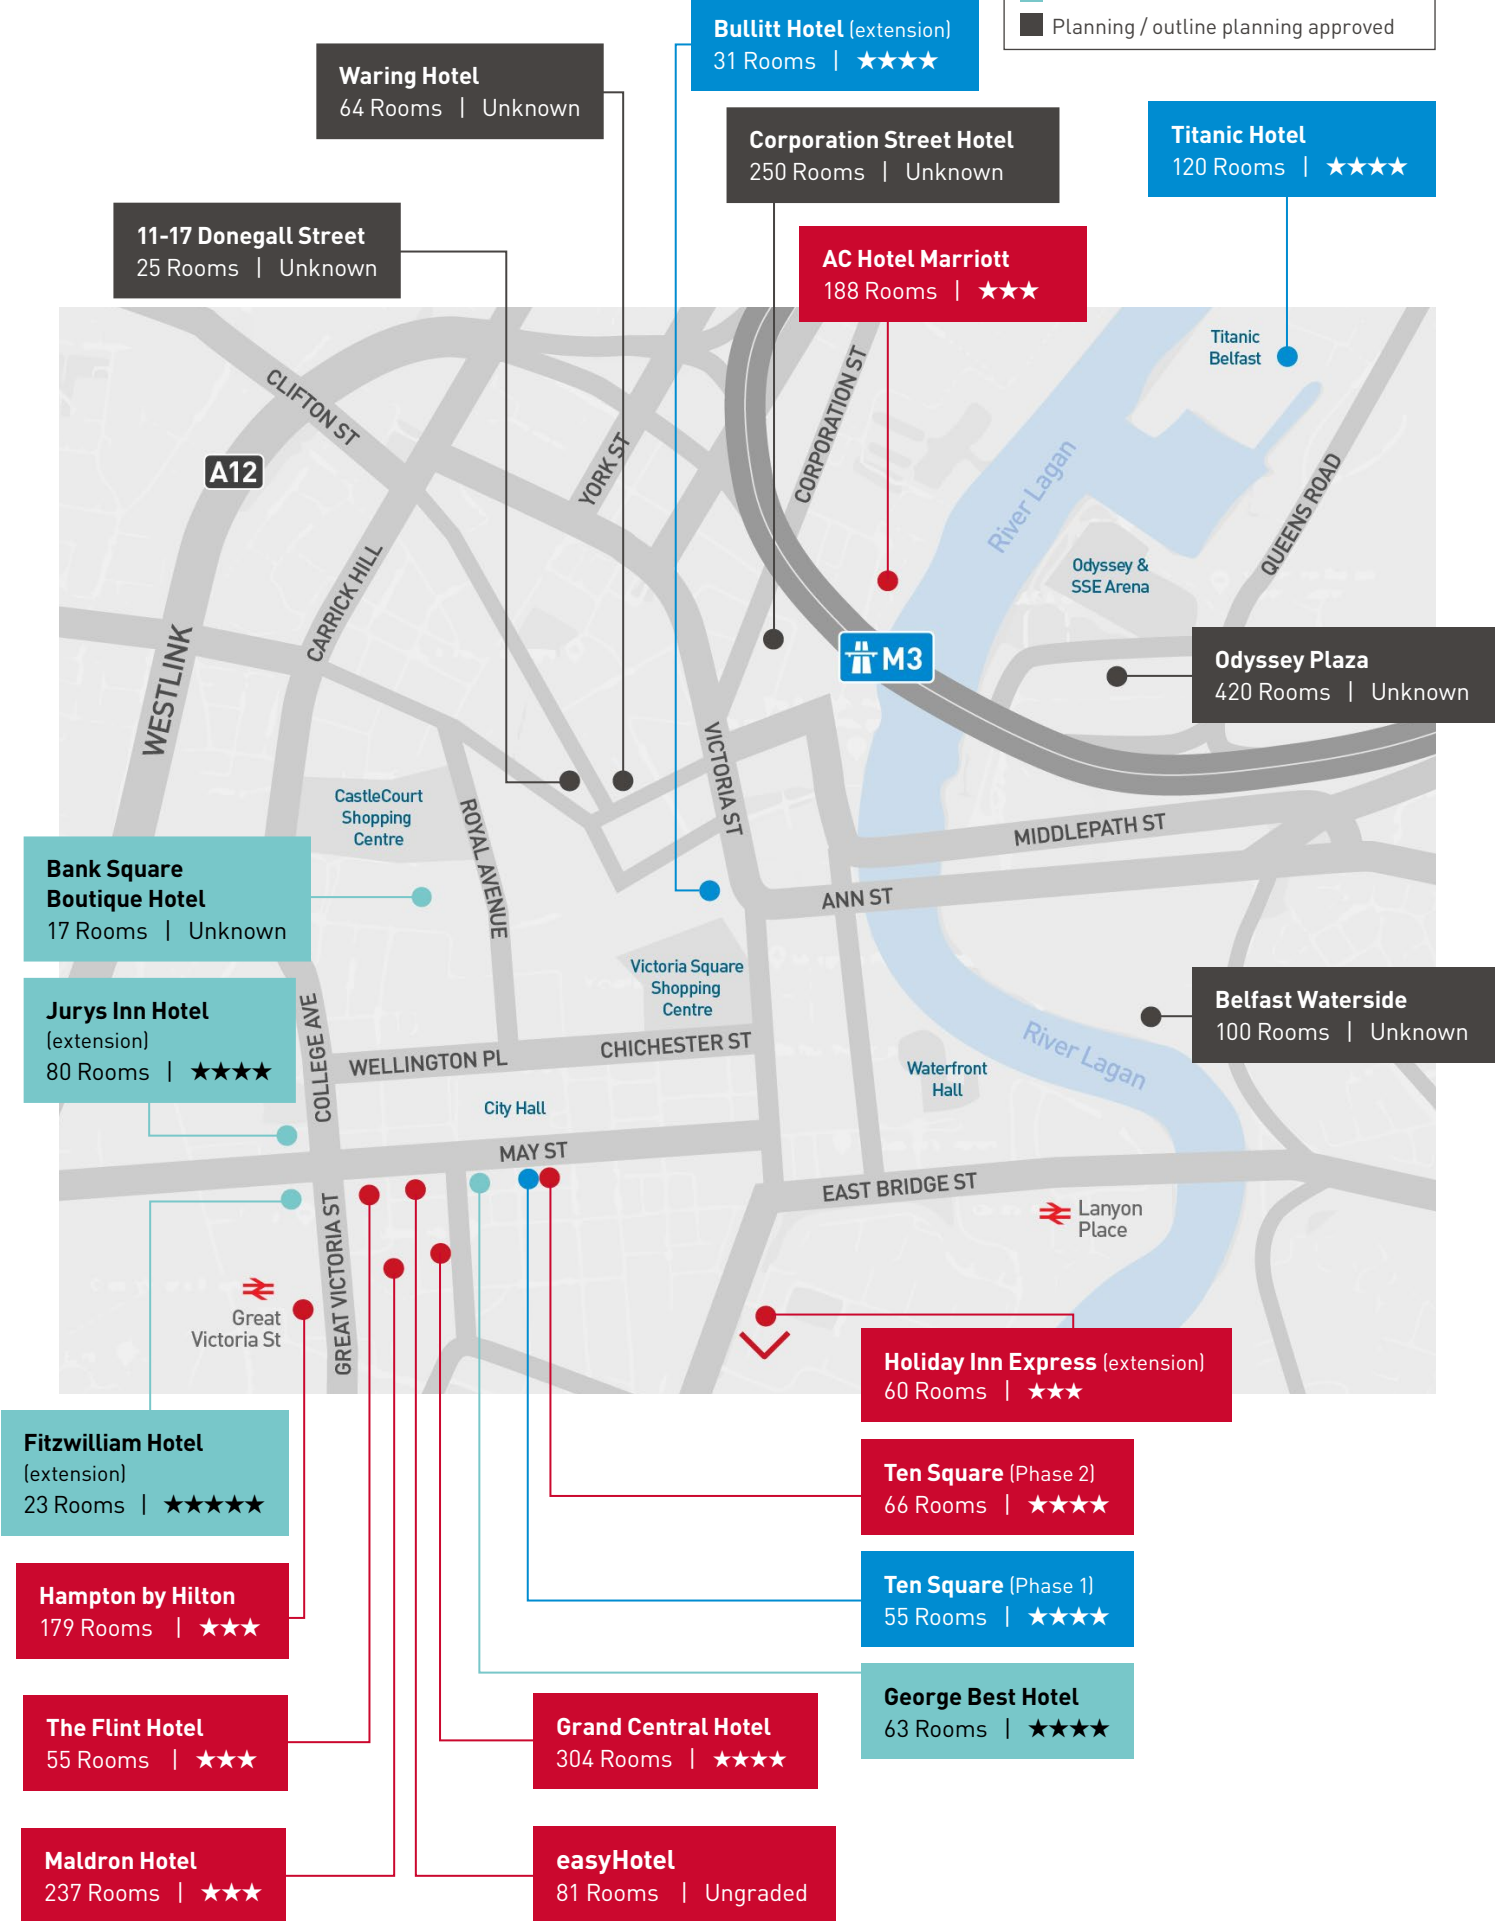 Bullitt Hotel (extension)
31 Rooms | ★★★★
Planning / outline planning approved
Waring Hotel
64 Rooms | Unknown
Corporation Street Hotel
250 Rooms | Unknown
Titanic Hotel
120 Rooms | ★★★★
11-17 Donegall Street
25 Rooms | Unknown
AC Hotel Marriott
188 Rooms | ★★★
Titanic
Belfast
CLIFTON ST
A12
YORK ST
CORPORATION ST
River Lagan
QUEENS ROAD
CARRICK HILL
Odyssey &
SSE Arena
WESTLINK
M3
Odyssey Plaza
420 Rooms | Unknown
VICTORIA ST
CastleCourt
Shopping
Centre
ROYAL AVENUE
MIDDLEPATH ST
Bank Square
Boutique Hotel
17 Rooms | Unknown
ANN ST
Victoria Square
Shopping
Centre
Jurys Inn Hotel
(extension)
80 Rooms | ★★★★
COLLEGE AVE
Belfast Waterside
100 Rooms | Unknown
WELLINGTON PL
CHICHESTER ST
River Lagan
Waterfront
Hall
City Hall
MAY ST
EAST BRIDGE ST
Lanyon
Place
GREAT VICTORIA ST
Great
Victoria St
Holiday Inn Express (extension)
60 Rooms | ★★★
Fitzwilliam Hotel
(extension)
23 Rooms | ★★★★★
Ten Square (Phase 2)
66 Rooms | ★★★★
Hampton by Hilton
179 Rooms | ★★★
Ten Square (Phase 1)
55 Rooms | ★★★★
George Best Hotel
63 Rooms | ★★★★
The Flint Hotel
55 Rooms | ★★★
Grand Central Hotel
304 Rooms | ★★★★
Maldron Hotel
237 Rooms | ★★★
easyHotel
81 Rooms | Ungraded